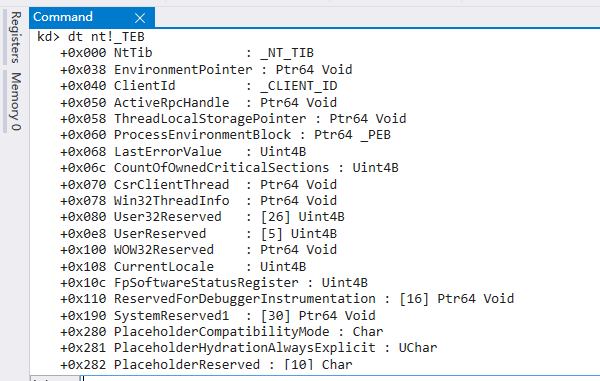 Command
Registers
Memory 0
kd> dt nt!_TEB
+0x000 NtTib : _NT_TIB
+0x038 EnvironmentPointer : Ptr64 Void
+0x040 ClientId : _CLIENT_ID
+0x050 ActiveRpcHandle : Ptr64 Void
+0x058 ThreadLocalStoragePointer : Ptr64 Void
+0x060 ProcessEnvironmentBlock : Ptr64 _PEB
+0x068 LastErrorValue : Uint4B
+0x06c CountOfOwnedCriticalSections : Uint4B
+0x070 CsrClientThread : Ptr64 Void
+0x078 Win32ThreadInfo : Ptr64 Void
+0x080 User32Reserved : [26] Uint4B
+0x0e8 UserReserved : [5] Uint4B
+0x100 WOW32Reserved : Ptr64 Void
+0x108 CurrentLocale : Uint4B
+0x10c FpSoftwareStatusRegister : Uint4B
+0x110 ReservedForDebuggerInstrumentation : [16] Ptr64 Void
+0x190 SystemReserved1 : [30] Ptr64 Void
+0x280 PlaceholderCompatibilityMode : Char
+0x281 PlaceholderHydrationAlwaysExplicit : UChar
+0x282 PlaceholderReserved : [10] Char